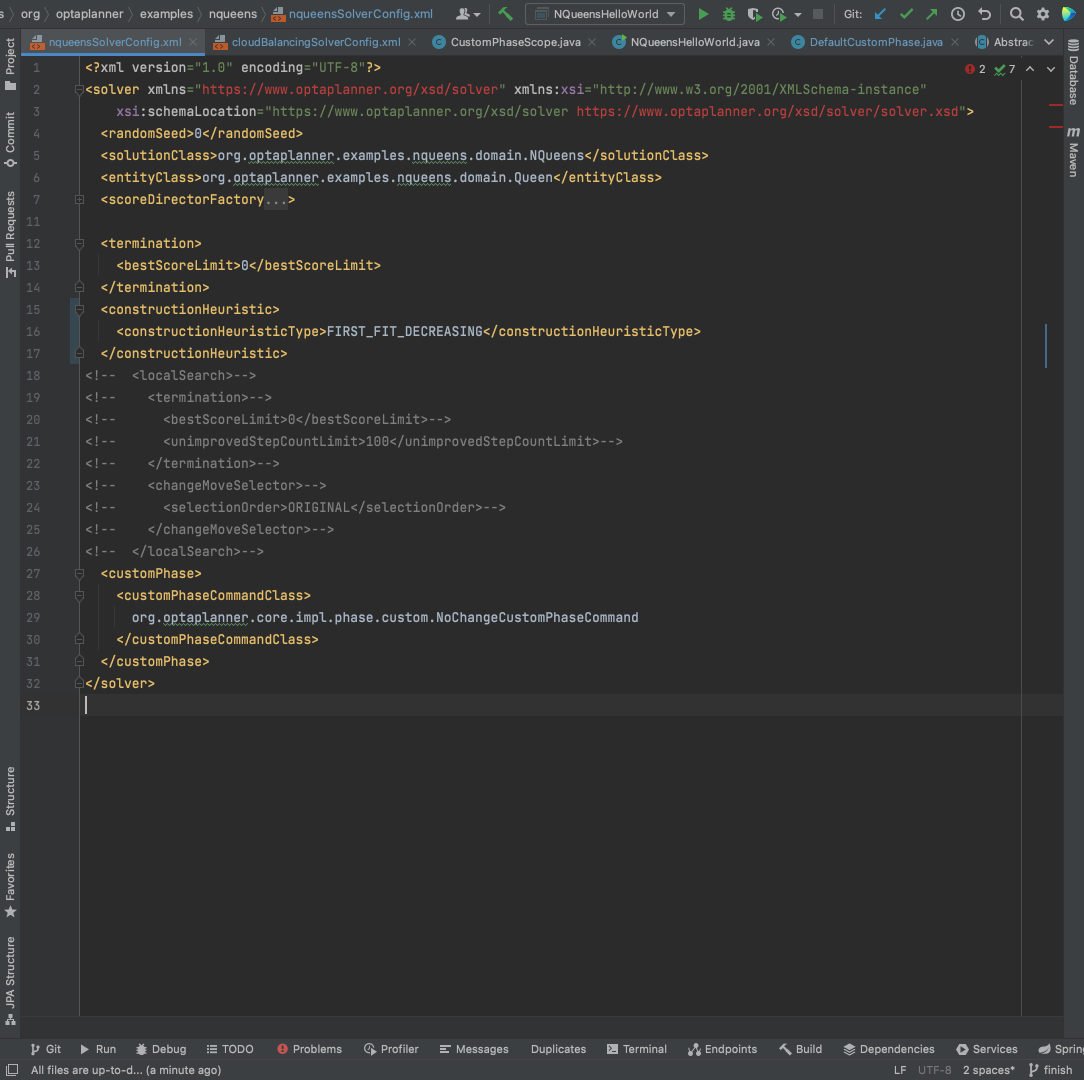 s > org > optaplanner > examples > nqueens > nqueensSolverConfig.xml NQueensHelloWorld Git:
nqueensSolverConfig.xml cloudBalancingSolverConfig.xml CustomPhaseScope.java NQueensHelloWorld.java DefaultCustomPhase.java Abstrac
Project
Commit
Pull Requests
2 7
1 <?xml version="1.0" encoding="UTF-8"?>
2 <solver xmlns="https://www.optaplanner.org/xsd/solver" xmlns:xsi="http://www.w3.org/2001/XMLSchema-instance"
3 xsi:schemaLocation="https://www.optaplanner.org/xsd/solver https://www.optaplanner.org/xsd/solver/solver.xsd">
4 <randomSeed>0</randomSeed>
5 <solutionClass>org.optaplanner.examples.nqueens.domain.NQueens</solutionClass>
6 <entityClass>org.optaplanner.examples.nqueens.domain.Queen</entityClass>
7 <scoreDirectorFactory...>
11
12 <termination>
13 <bestScoreLimit>0</bestScoreLimit>
14 </termination>
15 <constructionHeuristic>
16 <constructionHeuristicType>FIRST_FIT_DECREASING</constructionHeuristicType>
17 </constructionHeuristic>
18 <!-- <localSearch>-->
19 <!-- <termination>-->
20 <!-- <bestScoreLimit>0</bestScoreLimit>-->
21 <!-- <unimprovedStepCountLimit>100</unimprovedStepCountLimit>-->
22 <!-- </termination>-->
23 <!-- <changeMoveSelector>-->
24 <!-- <selectionOrder>ORIGINAL</selectionOrder>-->
25 <!-- </changeMoveSelector>-->
26 <!-- </localSearch>-->
27 <customPhase>
28 <customPhaseCommandClass>
29 org.optaplanner.core.impl.phase.custom.NoChangeCustomPhaseCommand
30 </customPhaseCommandClass>
31 </customPhase>
32 </solver>
33
Structure
Favorites
JPA Structure
Database
m Maven
Git Run Debug TODO Problems Profiler Messages Duplicates Terminal Endpoints Build Dependencies Services Spring
All files are up-to-d... (a minute ago) LF UTF-8 2 spaces* finish